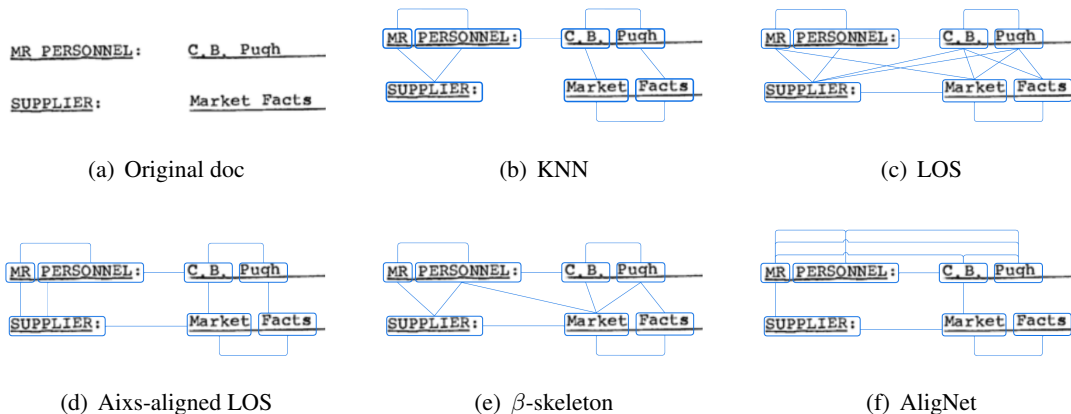 MR PERSONNEL: C.B. Pugh
SUPPLIER: Market Facts
(a) Original doc
MR PERSONNEL: C.B. Pugh
SUPPLIER: Market Facts
(b) KNN
MR PERSONNEL: C.B. Pugh
SUPPLIER: Market Facts
(c) LOS
MR PERSONNEL: C.B. Pugh
SUPPLIER: Market Facts
(d) Aixs-aligned LOS
MR PERSONNEL: C.B. Pugh
SUPPLIER: Market Facts
(e) β-skeleton
MR PERSONNEL: C.B. Pugh
SUPPLIER: Market Facts
(f) AligNet